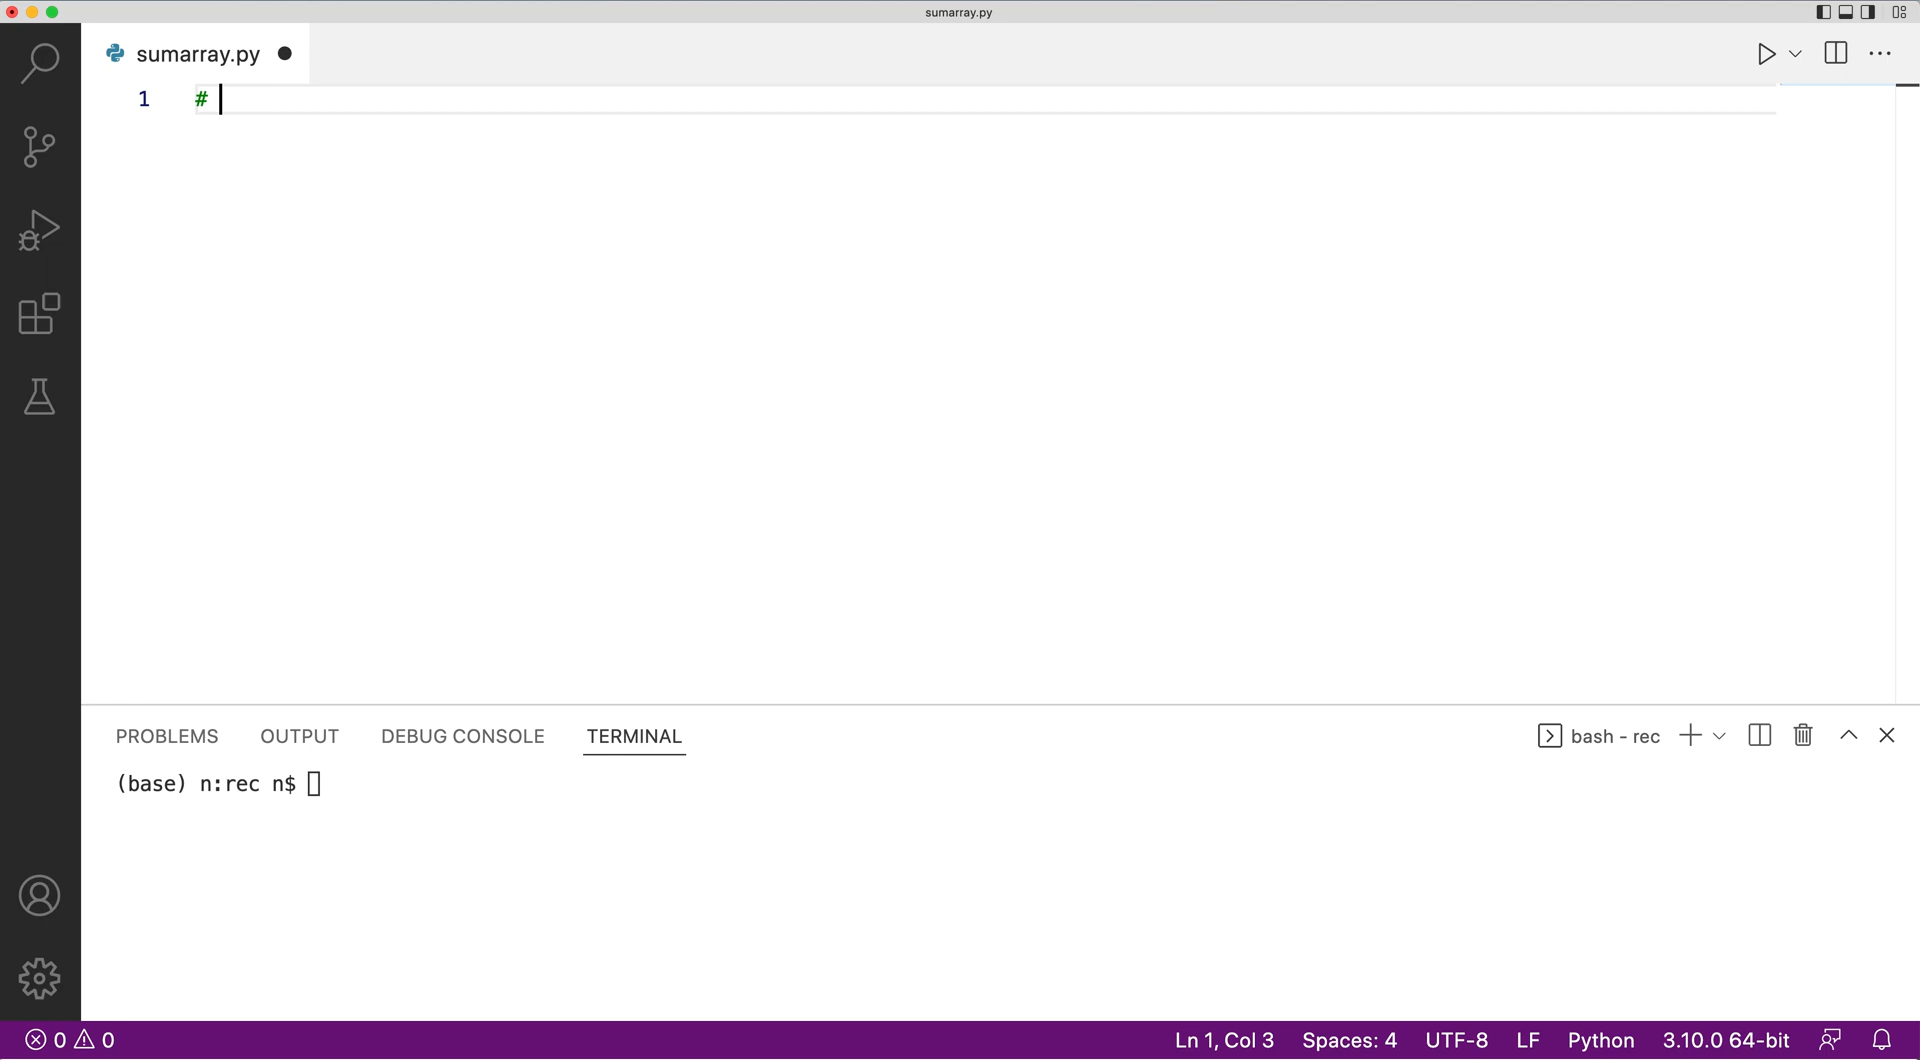 sumarray.py
sumarray.py
1 #
PROBLEMS OUTPUT DEBUG CONSOLE TERMINAL bash - rec
(base) n:rec n$
0 0 Ln 1, Col 3 Spaces: 4 UTF-8 LF Python 3.10.0 64-bit